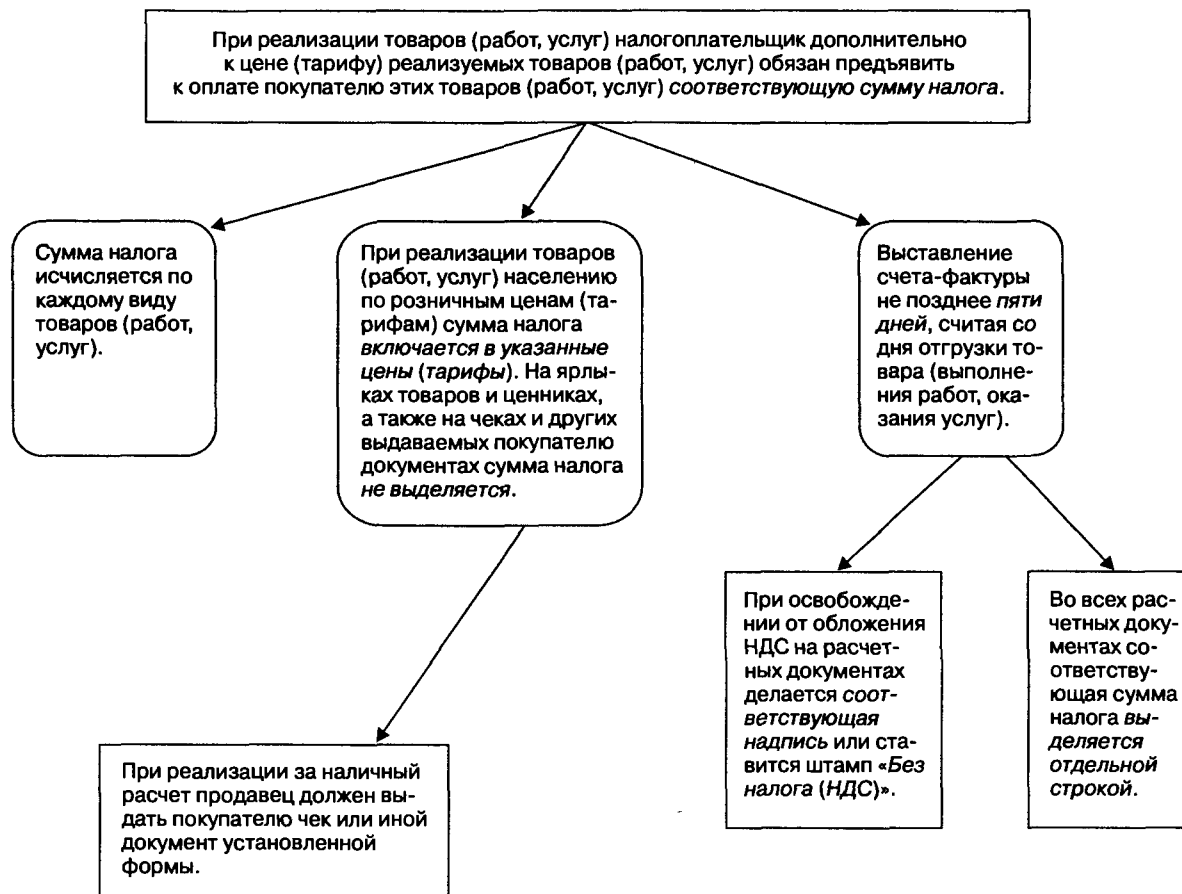 При реализации товаров (работ, услуг) налогоплательщик дополнительно
к цене (тарифу) реализуемых товаров (работ, услуг) обязан предъявить
к оплате покупателю этих товаров (работ, услуг) соответствующую сумму налога.
Сумма налога
исчисляется по
каждому виду
товаров (работ,
услуг).
При реализации товаров
(работ, услуг) населению
по розничным ценам (та-
рифам) сумма налога
включается в указанные
цены (тарифы). На ярлы-
ках товаров и ценниках,
а также на чеках и других
выдаваемых покупателю
документах сумма налога
не выделяется.
Выставление
счета-фактуры
не позднее пяти
дней, считая со
дня отгрузки то-
вара (выполне-
ния работ, ока-
зания услуг).
При реализации за наличный
расчет продавец должен вы-
дать покупателю чек или иной
документ установленной
формы.
При освобожде-
нии от обложения
НДС на расчет-
ных документах
делается соот-
ветствующая
надпись или ста-
вится штамп «Без
налога (НДС)».
Во всех рас-
четных доку-
ментах со-
ответству-
ющая сумма
налога вы-
деляется
отдельной
строкой.